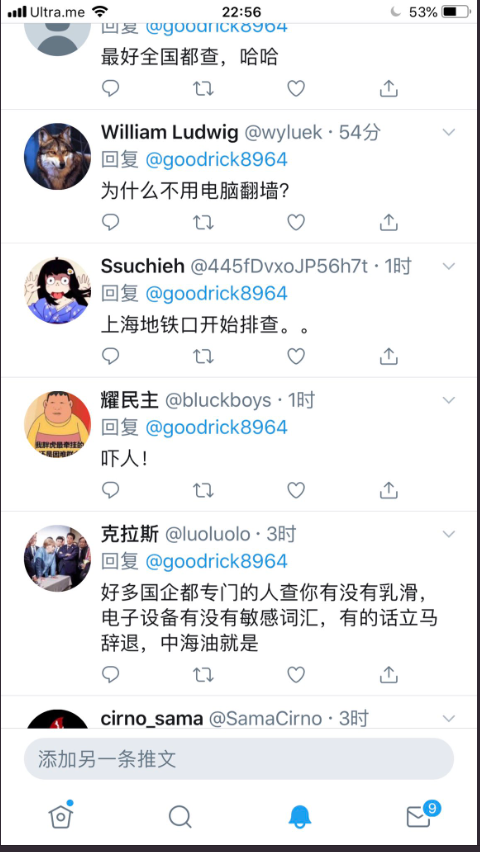 Ultra.me 22:56 53%
回复 @goodrick8964
最好全国都查，哈哈
William Ludwig @wyluek · 54分
回复 @goodrick8964
为什么不用电脑翻墙?
Ssuchieh @445fDvxoJP56h7t · 1时
回复 @goodrick8964
上海地铁口开始排查。。
耀民主 @bluckboys · 1时
回复 @goodrick8964
吓人！
克拉斯 @luoluolo · 3时
回复 @goodrick8964
好多国企都专门的人查你有没有乳滑，
电子设备有没有敏感词汇，有的话立马
辞退，中海油就是
cirno_sama @SamaCirno · 3时
添加另一条推文
9